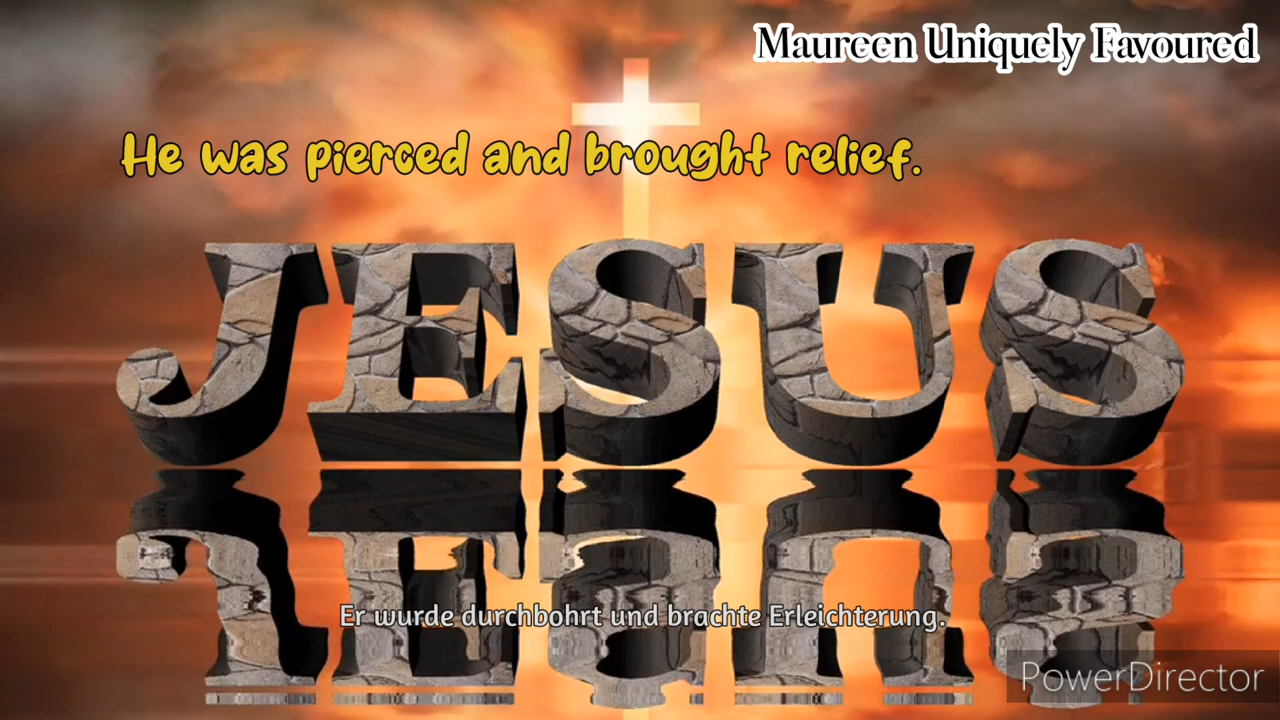 Maureen Uniquely Favoured
He was pierced and brought relief.
JESUS
Er wurde durchbohrt und brachte Erleichterung.
PowerDirector